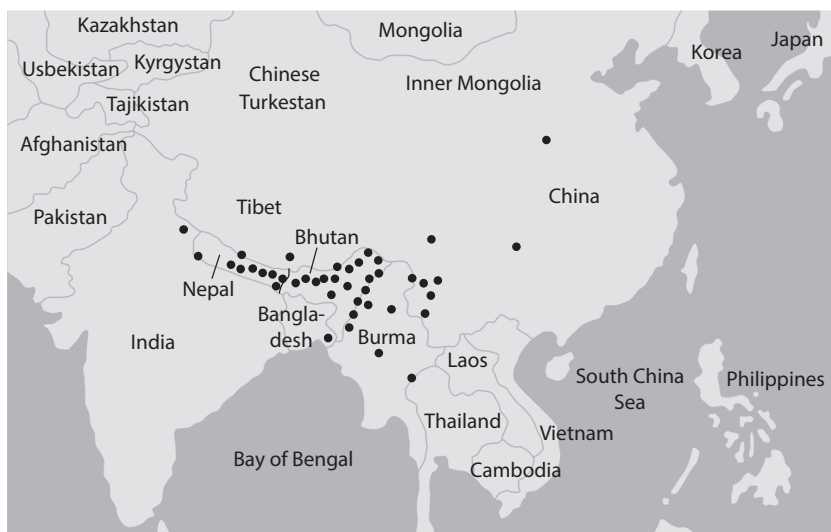 Kazakhstan
Mongolia
Japan
Korea
Usbekistan
Kyrgystan
Chinese
Turkestan
Inner Mongolia
Tajikistan
Afghanistan
China
Pakistan
Tibet
Bhutan
Nepal
Bangla-
desh
India
Burma
Laos
South China
Sea
Philippines
Thailand
Vietnam
Bay of Bengal
Cambodia